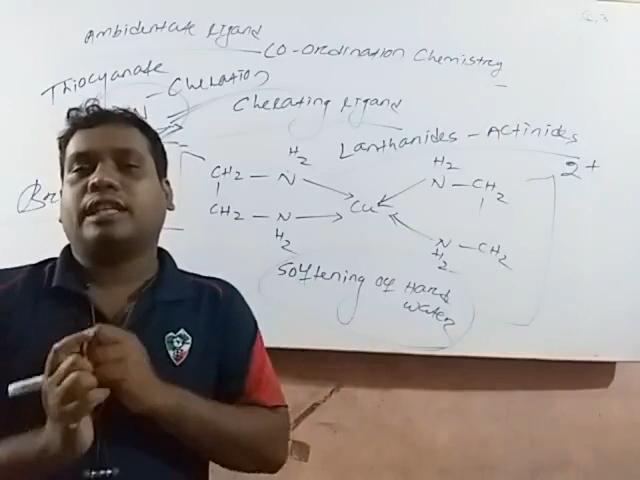 Ambidentate Ligand
Co-ordination Chemistry
Thiocyanate - Chelation
Chelating Ligand
Lanthanides - Actinides
H2 H2 2+
CH2 - N N - CH2
Cu
CH2 - N N - CH2
H2 H2
Softening of Hard
Water